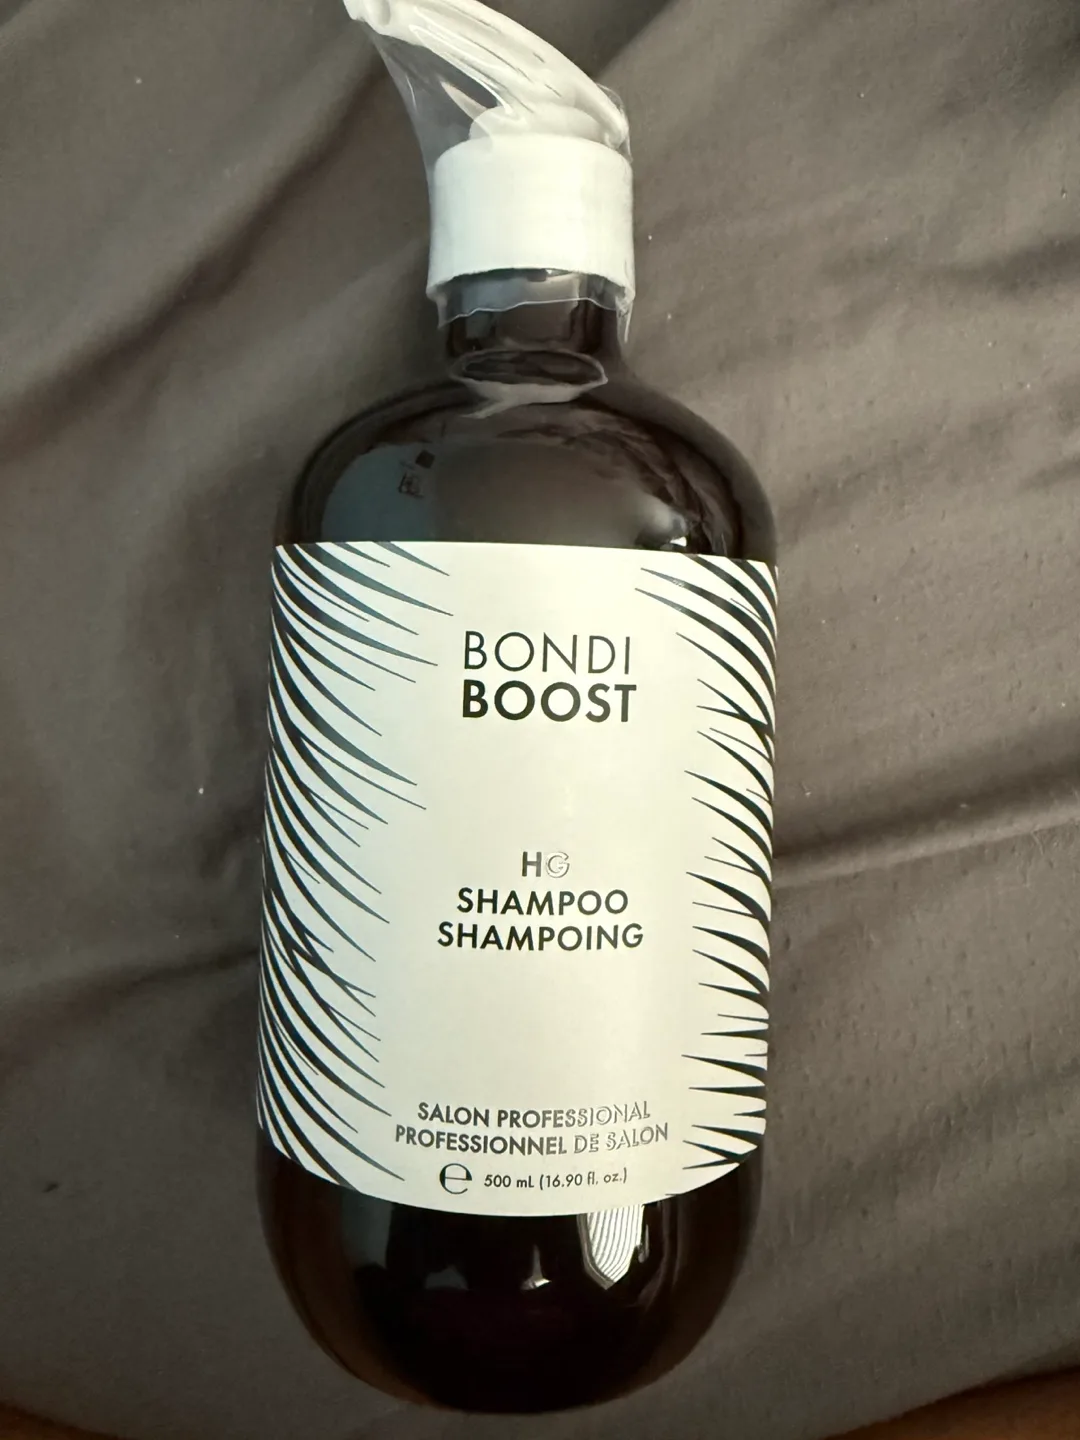 BONDI
BOOST
HG
SHAMPOO
SHAMPOING
SALON PROFESSIONAL
PROFESSIONNEL DE SALON
℮ 500 mL (16.90 fl. oz.)